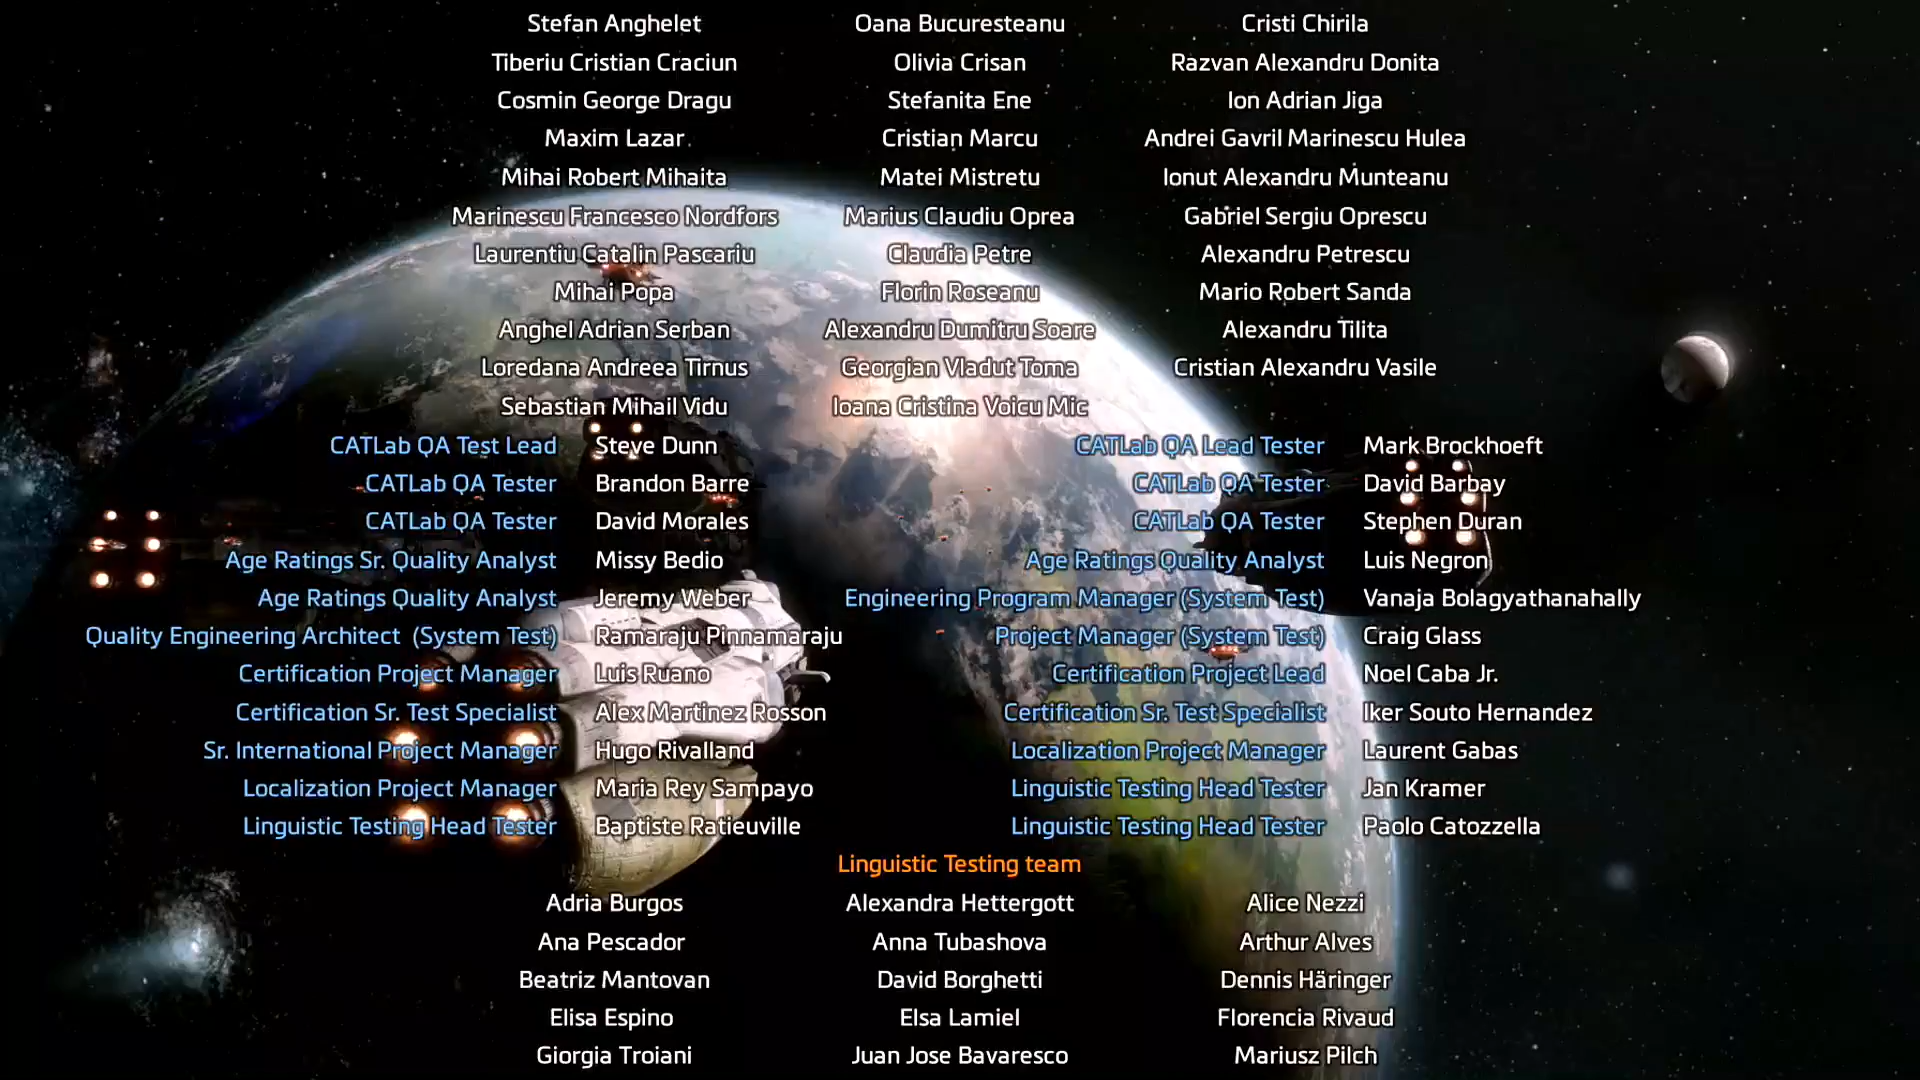 Stefan Anghelet Oana Bucuresteanu Cristi Chirila
Tiberiu Cristian Craciun Olivia Crisan Razvan Alexandru Donita
Cosmin George Dragu Stefanita Ene Ion Adrian Jiga
Maxim Lazar Cristian Marcu Andrei Gavril Marinescu Hulea
Mihai Robert Mihaita Matei Mistretu Ionut Alexandru Munteanu
Marinescu Francesco Nordfors Marius Claudiu Oprea Gabriel Sergiu Oprescu
Laurentiu Catalin Pascariu Claudia Petre Alexandru Petrescu
Mihai Popa Florin Roseanu Mario Robert Sanda
Anghel Adrian Serban Alexandru Dumitru Soare Alexandru Tilita
Loredana Andreea Tirnus Georgian Vladut Toma Cristian Alexandru Vasile
Sebastian Mihail Vidu Ioana Cristina Voicu Mic
CATLab QA Test Lead Steve Dunn CATLab QA Lead Tester Mark Brockhoeft
CATLab QA Tester Brandon Barre CATLab QA Tester David Barbay
CATLab QA Tester David Morales CATLab QA Tester Stephen Duran
Age Ratings Sr. Quality Analyst Missy Bedio Age Ratings Quality Analyst Luis Negron
Age Ratings Quality Analyst Jeremy Weber Engineering Program Manager (System Test) Vanaja Bolagyathanahally
Quality Engineering Architect (System Test) Ramaraju Pinnamaraju Project Manager (System Test) Craig Glass
Certification Project Manager Luis Ruano Certification Project Lead Noel Caba Jr.
Certification Sr. Test Specialist Alex Martinez Rosson Certification Sr. Test Specialist Iker Souto Hernandez
Sr. International Project Manager Hugo Rivalland Localization Project Manager Laurent Gabas
Localization Project Manager Maria Rey Sampayo Linguistic Testing Head Tester Jan Kramer
Linguistic Testing Head Tester Baptiste Ratieuville Linguistic Testing Head Tester Paolo Catozzella
Linguistic Testing team
Adria Burgos Alexandra Hettergott Alice Nezzi
Ana Pescador Anna Tubashova Arthur Alves
Beatriz Mantovan David Borghetti Dennis Häringer
Elisa Espino Elsa Lamiel Florencia Rivaud
Giorgia Troiani Juan Jose Bavaresco Mariusz Pilch